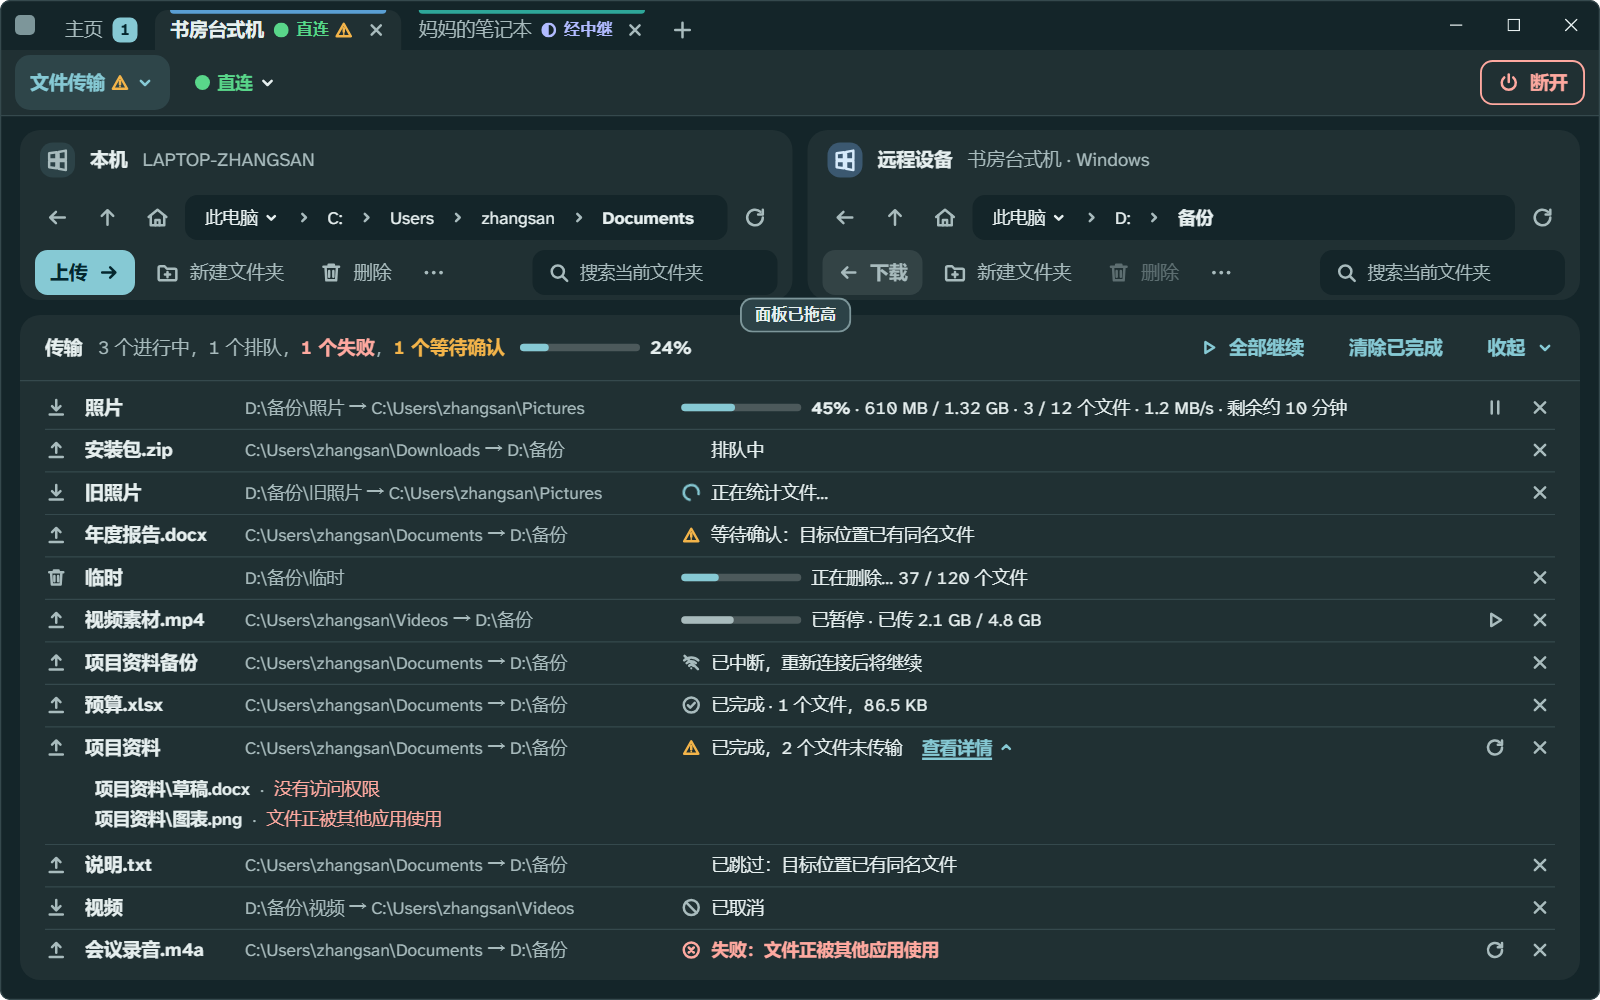 主页 1 书房台式机 直连 妈妈的笔记本 经中继
文件传输 直连 断开
本机 LAPTOP-ZHANGSAN
此电脑 C: Users zhangsan Documents
上传 新建文件夹 删除 搜索当前文件夹
远程设备 书房台式机 · Windows
此电脑 D: 备份
下载 新建文件夹 删除 搜索当前文件夹
面板已拖高
传输 3 个进行中，1 个排队，1 个失败，1 个等待确认 24% 全部继续 清除已完成 收起
照片 D:\备份\照片 → C:\Users\zhangsan\Pictures 45% · 610 MB / 1.32 GB · 3 / 12 个文件 · 1.2 MB/s · 剩余约 10 分钟
安装包.zip C:\Users\zhangsan\Downloads → D:\备份 排队中
旧照片 D:\备份\旧照片 → C:\Users\zhangsan\Pictures 正在统计文件...
年度报告.docx C:\Users\zhangsan\Documents → D:\备份 等待确认：目标位置已有同名文件
临时 D:\备份\临时 正在删除... 37 / 120 个文件
视频素材.mp4 C:\Users\zhangsan\Videos → D:\备份 已暂停 · 已传 2.1 GB / 4.8 GB
项目资料备份 C:\Users\zhangsan\Documents → D:\备份 已中断，重新连接后将继续
预算.xlsx C:\Users\zhangsan\Documents → D:\备份 已完成 · 1 个文件，86.5 KB
项目资料 C:\Users\zhangsan\Documents → D:\备份 已完成，2 个文件未传输 查看详情
项目资料\草稿.docx · 没有访问权限
项目资料\图表.png · 文件正被其他应用使用
说明.txt C:\Users\zhangsan\Documents → D:\备份 已跳过：目标位置已有同名文件
视频 D:\备份\视频 → C:\Users\zhangsan\Videos 已取消
会议录音.m4a C:\Users\zhangsan\Documents → D:\备份 失败：文件正被其他应用使用